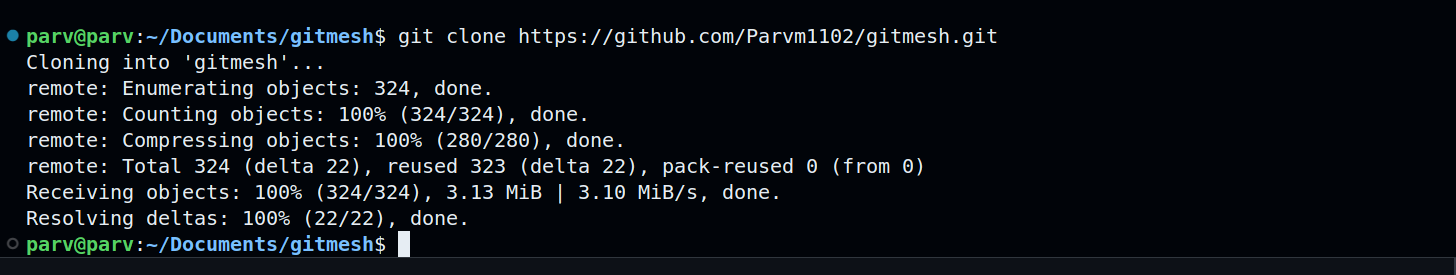 parv@parv:~/Documents/gitmesh$ git clone https://github.com/Parvm1102/gitmesh.git
Cloning into 'gitmesh'...
remote: Enumerating objects: 324, done.
remote: Counting objects: 100% (324/324), done.
remote: Compressing objects: 100% (280/280), done.
remote: Total 324 (delta 22), reused 323 (delta 22), pack-reused 0 (from 0)
Receiving objects: 100% (324/324), 3.13 MiB | 3.10 MiB/s, done.
Resolving deltas: 100% (22/22), done.
parv@parv:~/Documents/gitmesh$